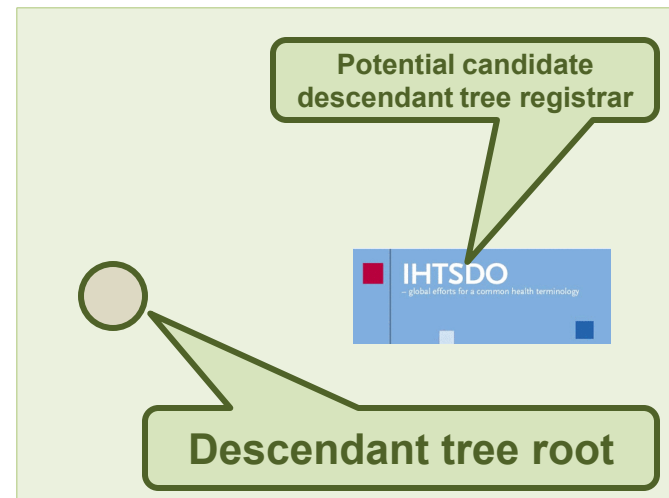 Potential candidate
descendant tree registrar
IHTSDO
– global efforts for a common health terminology
Descendant tree root